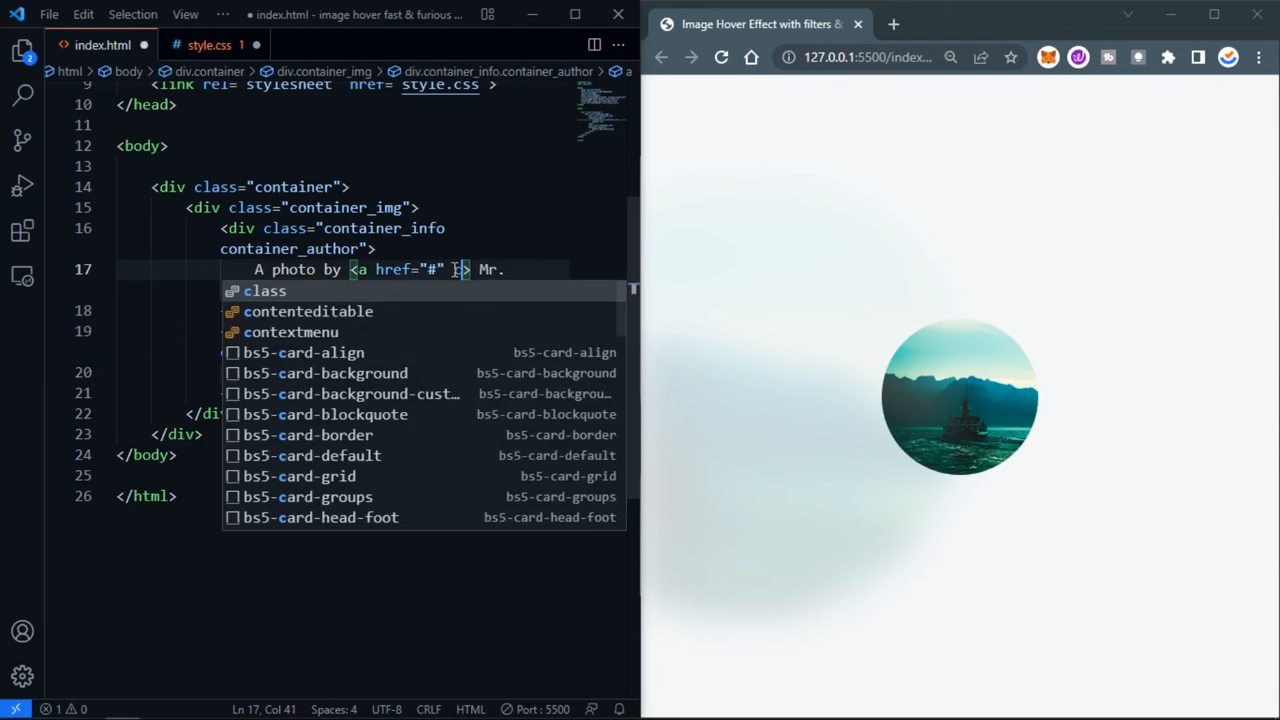 File Edit Selection View ··· • index.html - image hover fast & furious ...
index.html ●
style.css 1 ●
html > body > div.container > div.container_img > div.container_info.container_author > a
9 <link rel="stylesheet" href="style.css">
10 </head>
11
12 <body>
13
14 <div class="container">
15 <div class="container_img">
16 <div class="container_info
container_author">
17 A photo by <a href="#" c> Mr.
class
18
contenteditable
19
contextmenu
bs5-card-align bs5-card-align
20
bs5-card-background bs5-card-background
21
bs5-card-background-cust... bs5-card-backgrou...
22 </di
bs5-card-blockquote bs5-card-blockquote
23 </div>
bs5-card-border bs5-card-border
24 </body>
bs5-card-default bs5-card-default
25
bs5-card-grid bs5-card-grid
26 </html>
bs5-card-groups bs5-card-groups
bs5-card-head-foot bs5-card-head-foot
2
1 0 Ln 17, Col 41 Spaces: 4 UTF-8 CRLF HTML Port : 5500
Image Hover Effect with filters &
127.0.0.1:5500/index...